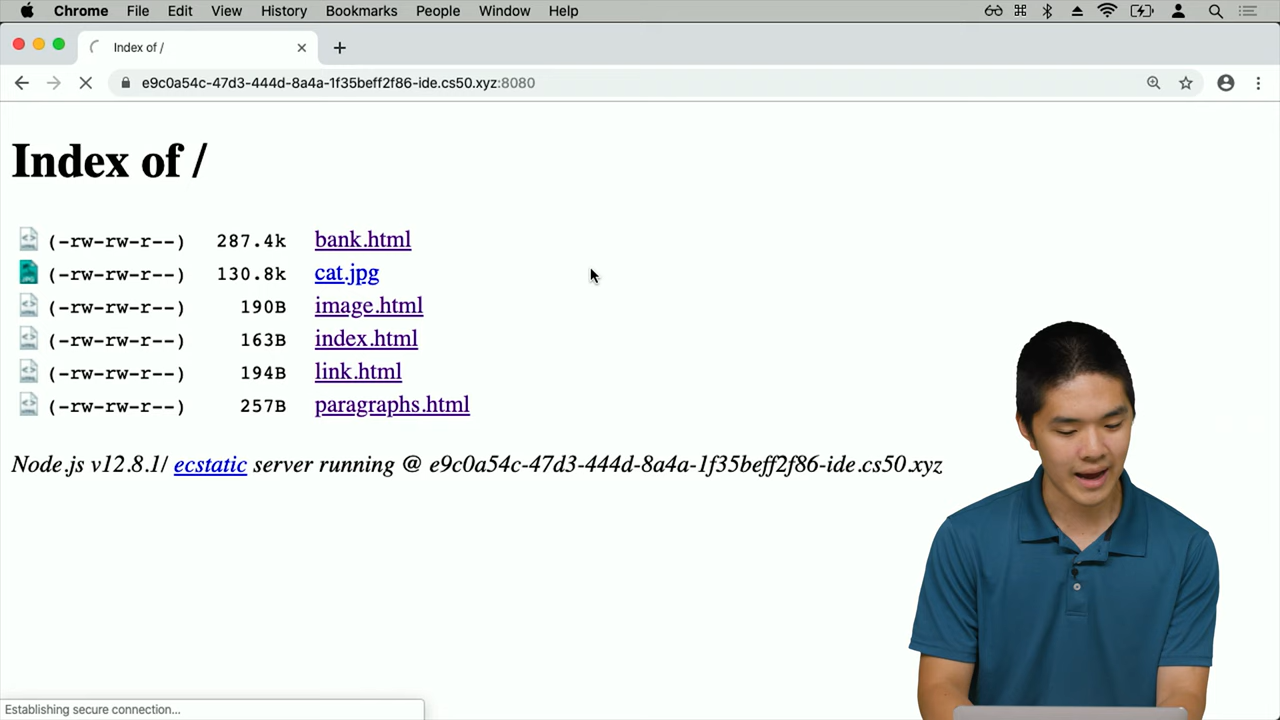 Chrome File Edit View History Bookmarks People Window Help
Index of /
e9c0a54c-47d3-444d-8a4a-1f35beff2f86-ide.cs50.xyz:8080
Index of /
(-rw-rw-r--) 287.4k bank.html
(-rw-rw-r--) 130.8k cat.jpg
(-rw-rw-r--) 190B image.html
(-rw-rw-r--) 163B index.html
(-rw-rw-r--) 194B link.html
(-rw-rw-r--) 257B paragraphs.html
Node.js v12.8.1/ ecstatic server running @ e9c0a54c-47d3-444d-8a4a-1f35beff2f86-ide.cs50.xyz
Establishing secure connection...